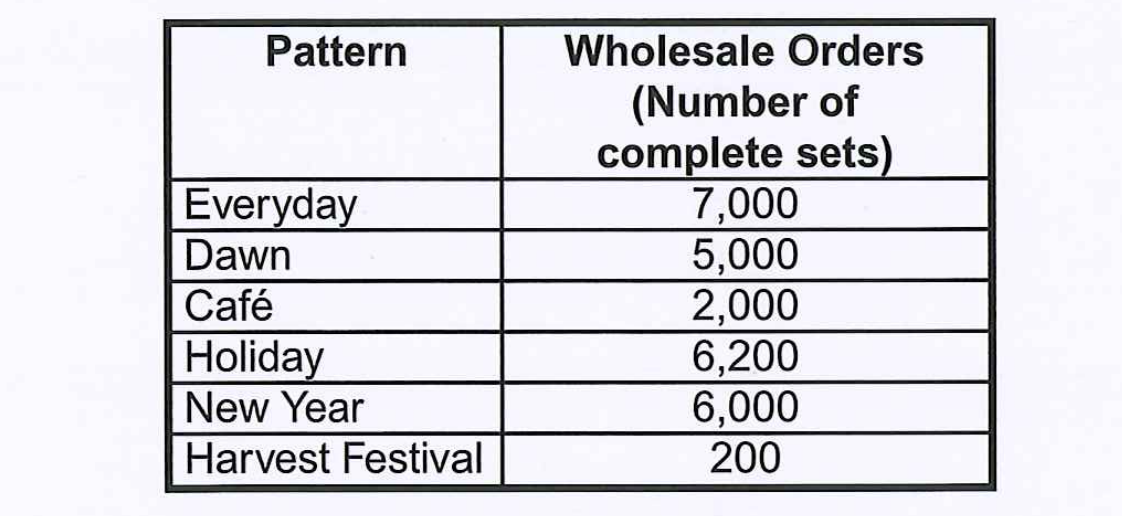 Pattern Wholesale Orders
(Number of
complete sets)
Everyday 7,000
Dawn 5,000
Café 2,000
Holiday 6,200
New Year 6,000
Harvest Festival 200